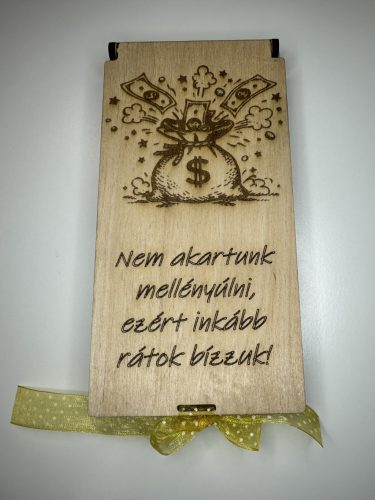 $
Nem akartunk
mellényúlni,
ezért inkább
rátok bízzuk!